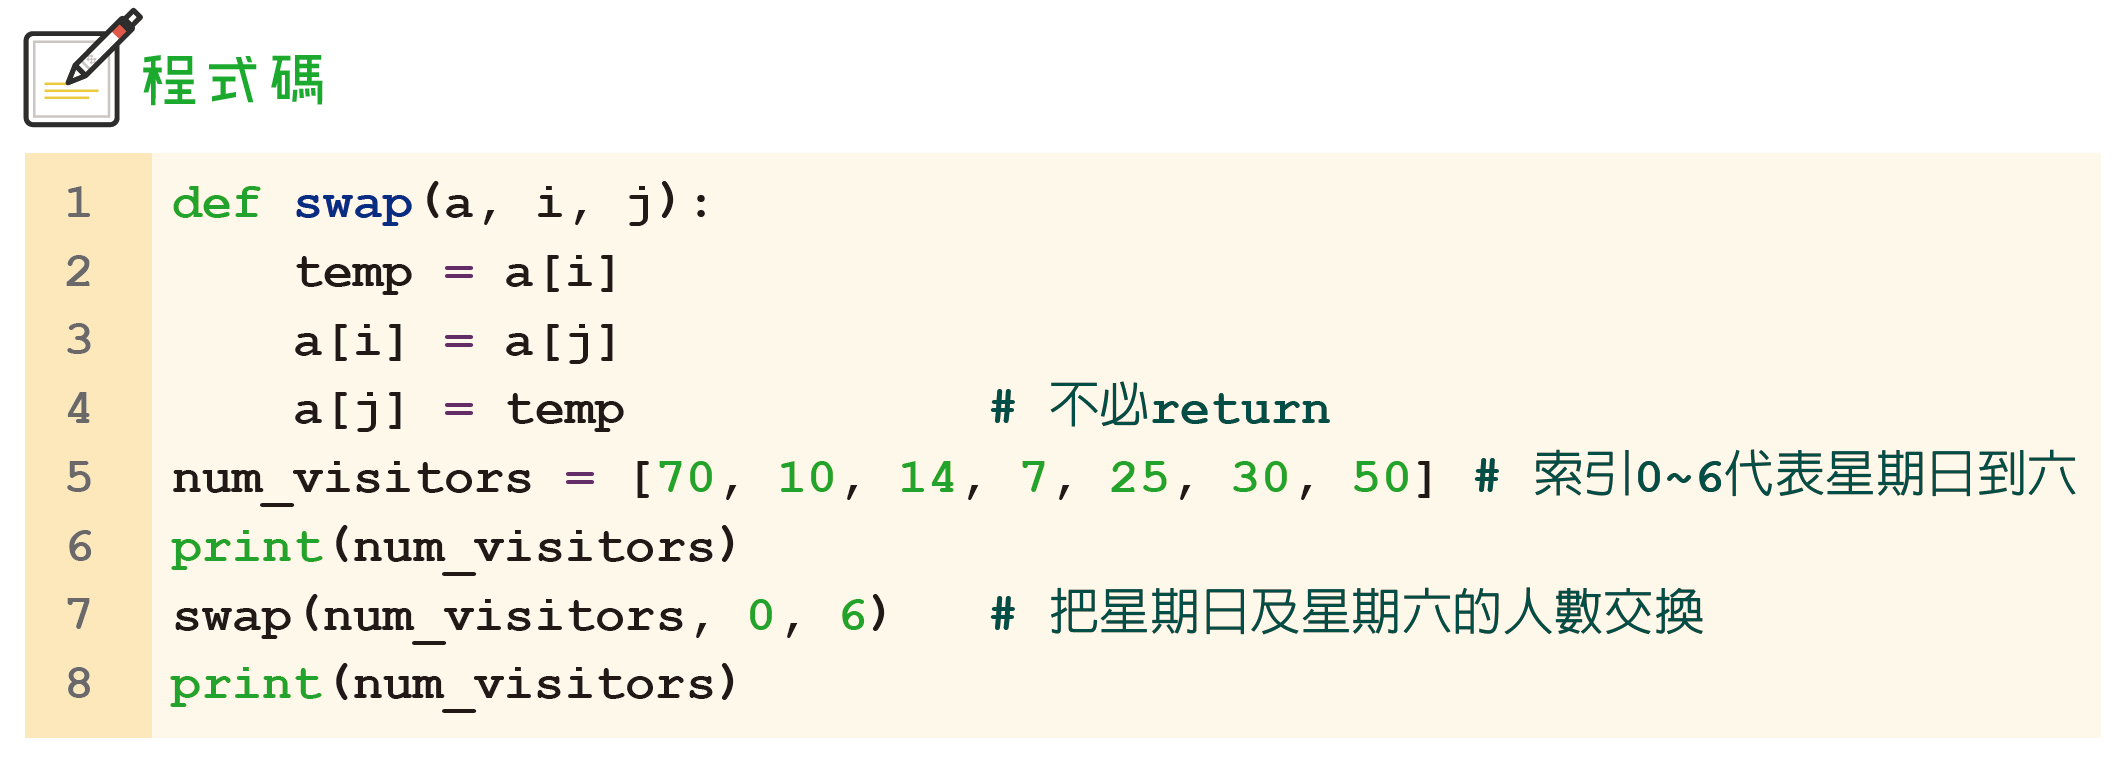 程式碼
1 def swap(a, i, j):
2     temp = a[i]
3     a[i] = a[j]
4     a[j] = temp            # 不必return
5 num_visitors = [70, 10, 14, 7, 25, 30, 50] # 索引0~6代表星期日到六
6 print(num_visitors)
7 swap(num_visitors, 0, 6)   # 把星期日及星期六的人數交換
8 print(num_visitors)